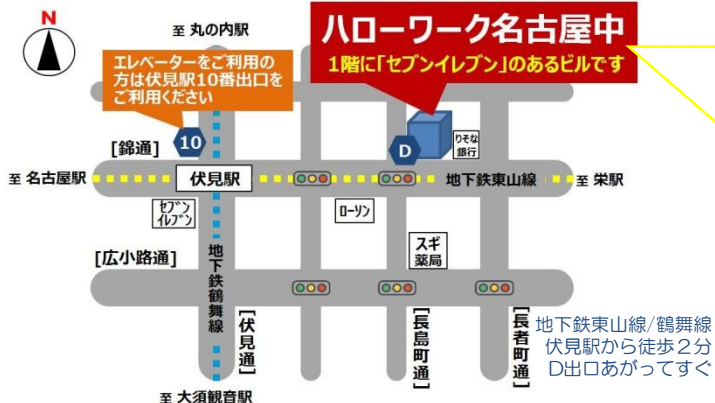 N
至 丸の内駅
ハローワーク名古屋中
1階に「セブンイレブン」のあるビルです
エレベーターをご利用の
方は伏見駅10番出口を
ご利用ください
[錦通]
10
D
りそな
銀行
至 名古屋駅
伏見駅
地下鉄東山線
至 栄駅
セブン
イレブン
ローソン
スギ
薬局
[広小路通]
地下鉄鶴舞線
[伏見通]
[長島町通]
[長者町通]
地下鉄東山線/鶴舞線
伏見駅から徒歩２分
D出口あがってすぐ
至 大須観音駅